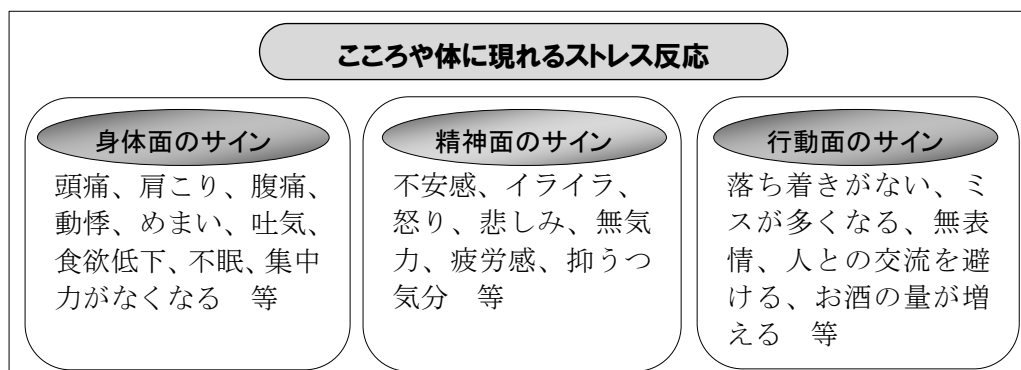 こころや体に現れるストレス反応
身体面のサイン
頭痛、肩こり、腹痛、
動悸、めまい、吐気、
食欲低下、不眠、集中
力がなくなる　等
精神面のサイン
不安感、イライラ、
怒り、悲しみ、無気
力、疲労感、抑うつ
気分　等
行動面のサイン
落ち着きがない、ミ
スが多くなる、無表
情、人との交流を避
ける、お酒の量が増
える　等